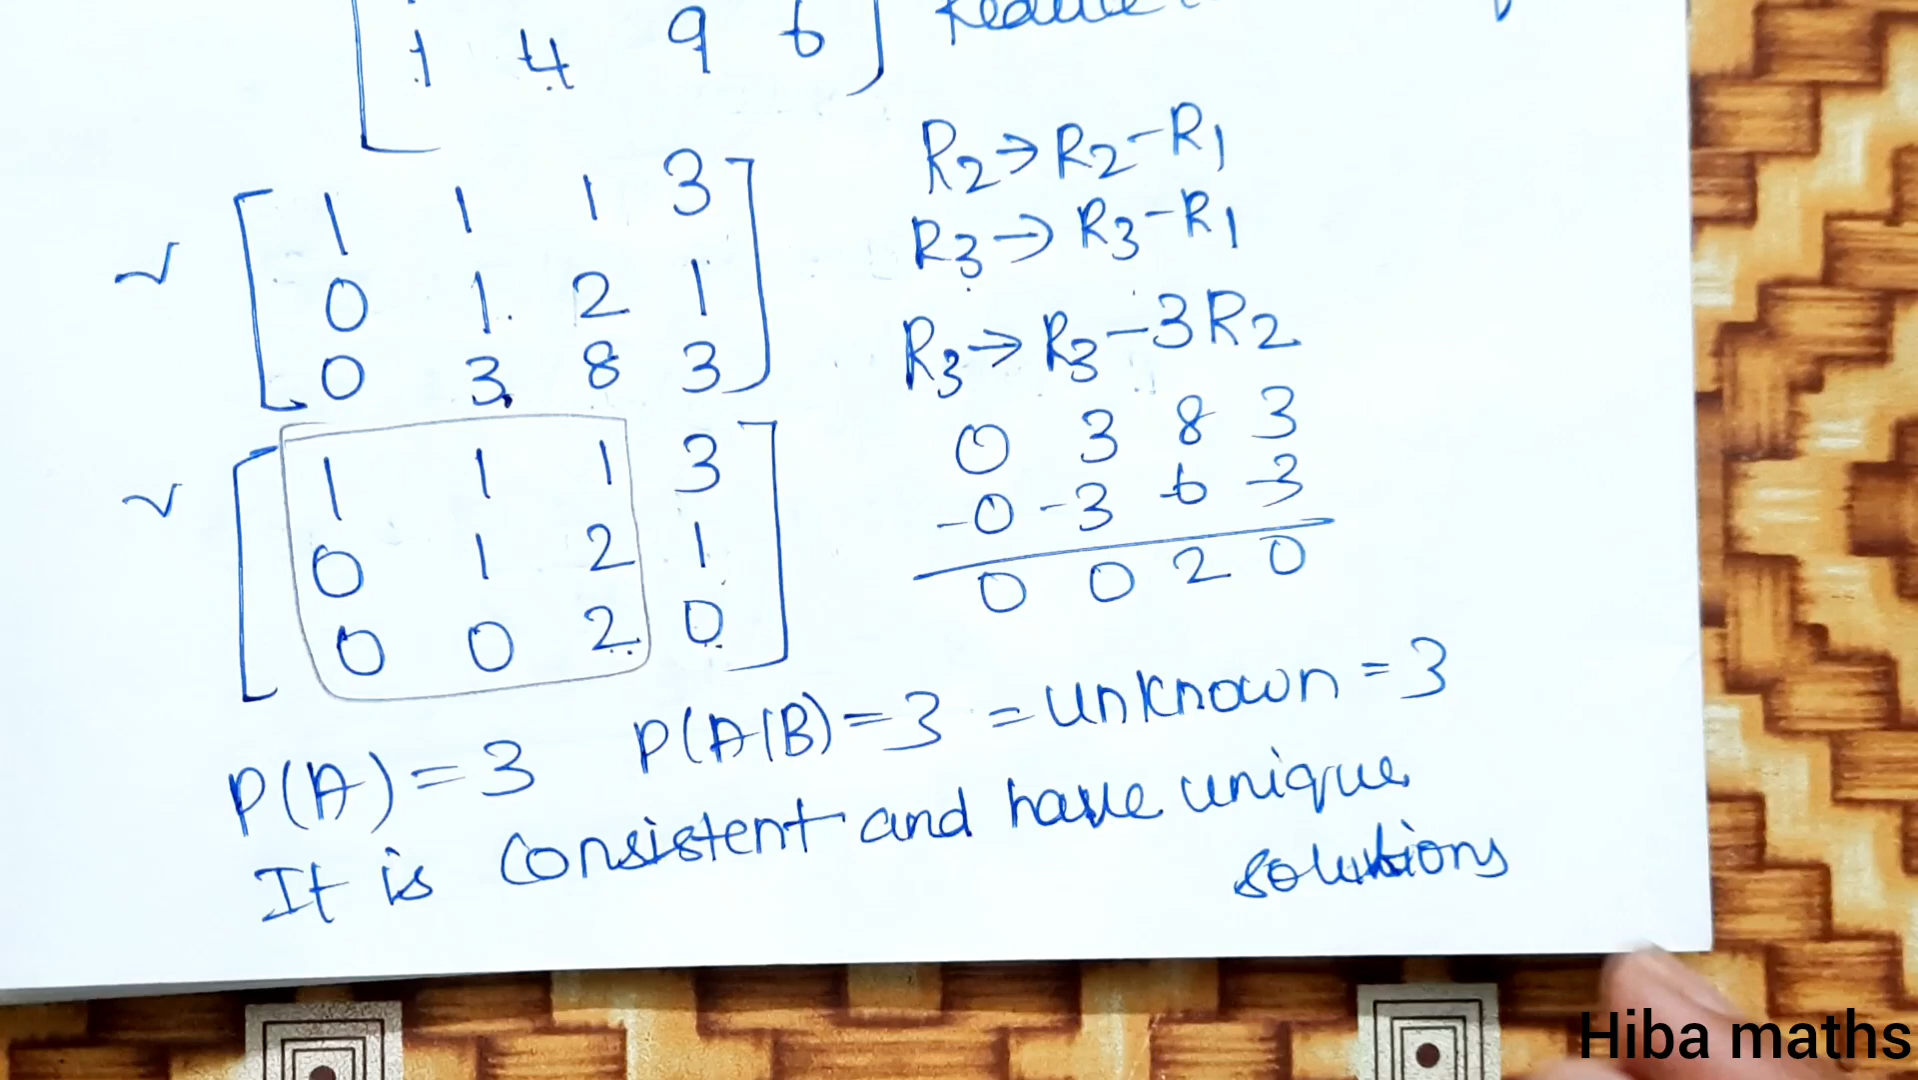 1 4 9 6
R2→R2-R1
1 1 1 3
R3→R3-R1
0 1 2 1
R3→R3-3R2
0 3 8 3
0 3 8 3
1 1 1 3
-0 -3 -6 -3
0 1 2 1
0 0 2 0
0 0 2 0
P(A)=3 P(A|B)=3 = unknown = 3
It is consistent and have unique
solutions
Hiba maths